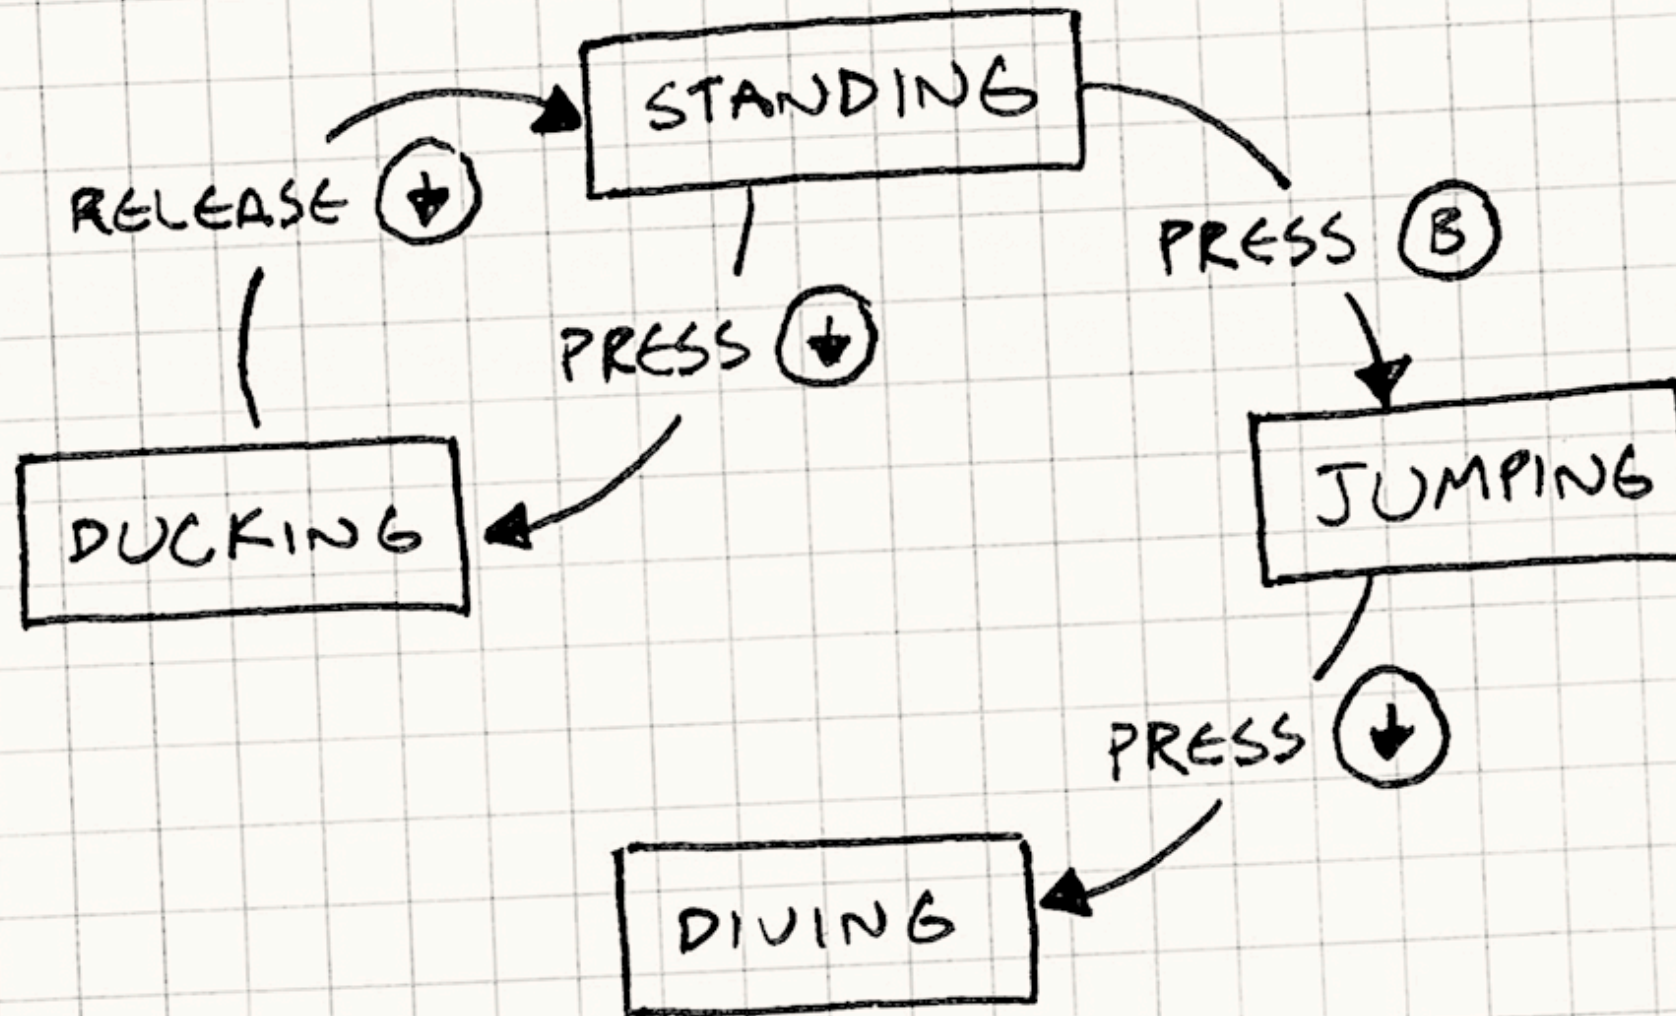 STANDING
RELEASE ↓
PRESS B
PRESS ↓
JUMPING
DUCKING
PRESS ↓
DIVING